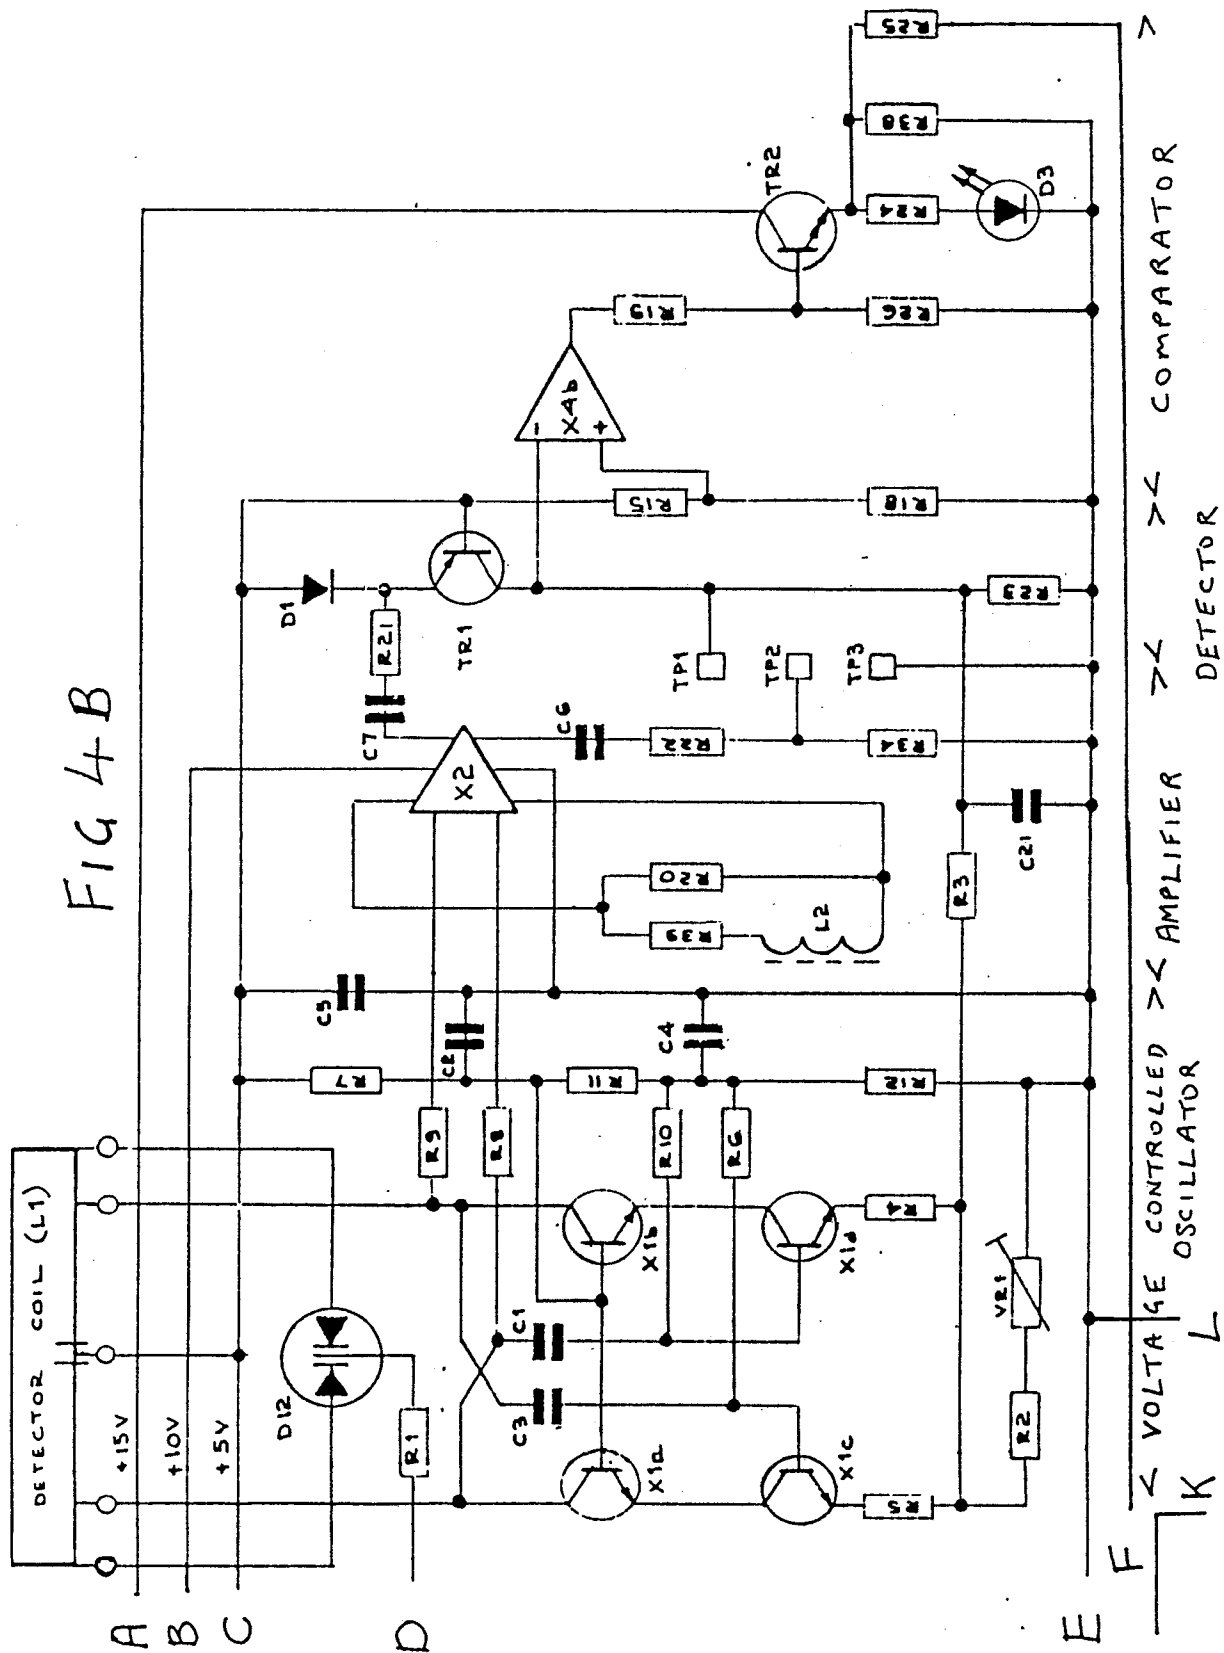 FIG 4B
DETECTOR COIL (L1)
A
+15V
B
+10V
C
+5V
D
D12
R1
C5
R7
C2
R9
R8
R11
C4
R10
R6
R12
C1
C3
X1a
X1b
X1c
X1d
R4
R5
VR1
R2
R3
C21
R39
R20
L2
X2
C7
R21
C6
R22
R34
D1
TR1
TP1
TP2
TP3
R23
R15
R18
X4b
-
+
R19
R26
TR2
R24
D3
R38
R25
E
F
K
L
< VOLTAGE CONTROLLED OSCILLATOR >
< AMPLIFIER >
< DETECTOR >
< COMPARATOR >